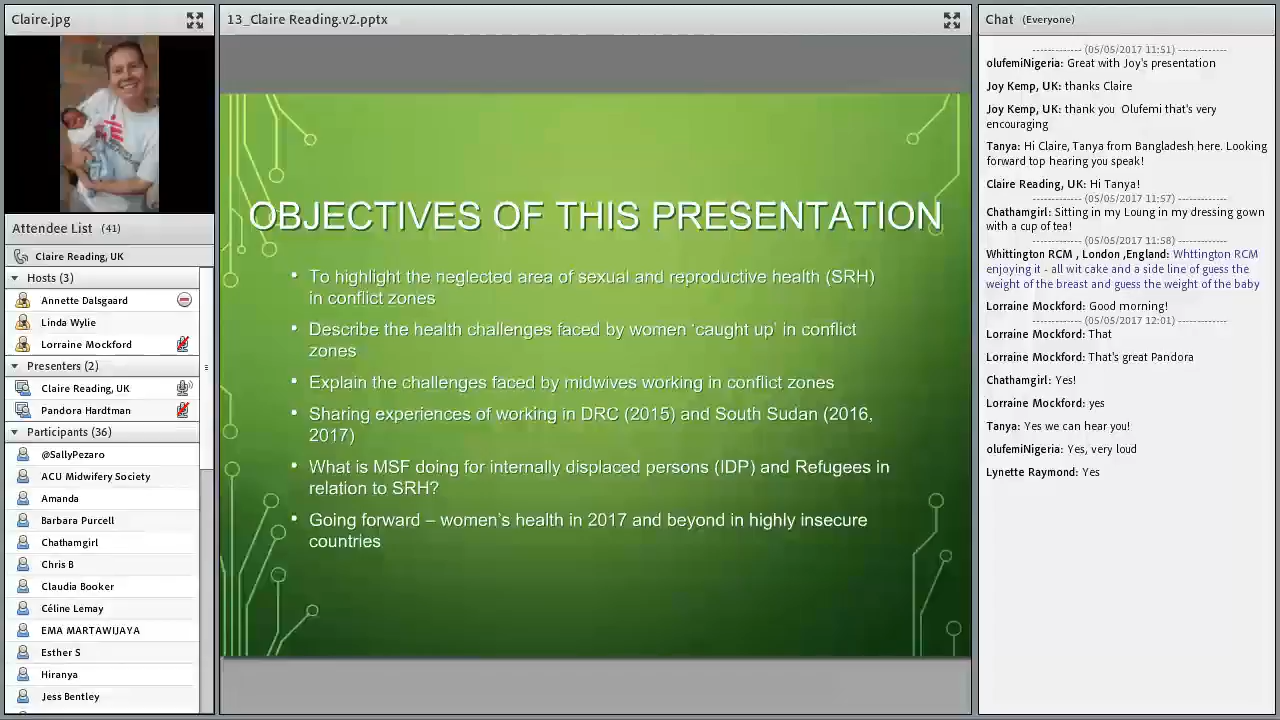 Claire.jpg
Attendee List (41)
Claire Reading, UK
Hosts (3)
Annette Dalsgaard
Linda Wylie
Lorraine Mockford
Presenters (2)
Claire Reading, UK
Pandora Hardtman
Participants (36)
@SallyPezaro
ACU Midwifery Society
Amanda
Barbara Purcell
Chathamgirl
Chris B
Claudia Booker
Céline Lemay
EMA MARTAWIJAYA
Esther S
Hiranya
Jess Bentley
13_Claire Reading.v2.pptx
OBJECTIVES OF THIS PRESENTATION
• To highlight the neglected area of sexual and reproductive health (SRH)
in conflict zones
• Describe the health challenges faced by women ‘caught up’ in conflict
zones
• Explain the challenges faced by midwives working in conflict zones
• Sharing experiences of working in DRC (2015) and South Sudan (2016,
2017)
• What is MSF doing for internally displaced persons (IDP) and Refugees in
relation to SRH?
• Going forward – women’s health in 2017 and beyond in highly insecure
countries
Chat (Everyone)
------------- (05/05/2017 11:51) -------------
olufemiNigeria: Great with Joy's presentation
Joy Kemp, UK: thanks Claire
Joy Kemp, UK: thank you Olufemi that's very
encouraging
Tanya: Hi Claire, Tanya from Bangladesh here. Looking
forward top hearing you speak!
Claire Reading, UK: Hi Tanya!
------------- (05/05/2017 11:57) -------------
Chathamgirl: Sitting in my Loung in my dressing gown
with a cup of tea!
------------- (05/05/2017 11:58) -------------
Whittington RCM , London ,England: Whttington RCM
enjoying it - all wit cake and a side line of guess the
weight of the breast and guess the weight of the baby
Lorraine Mockford: Good morning!
------------- (05/05/2017 12:01) -------------
Lorraine Mockford: That
Lorraine Mockford: That's great Pandora
Chathamgirl: Yes!
Lorraine Mockford: yes
Tanya: Yes we can hear you!
olufemiNigeria: Yes, very loud
Lynette Raymond: Yes